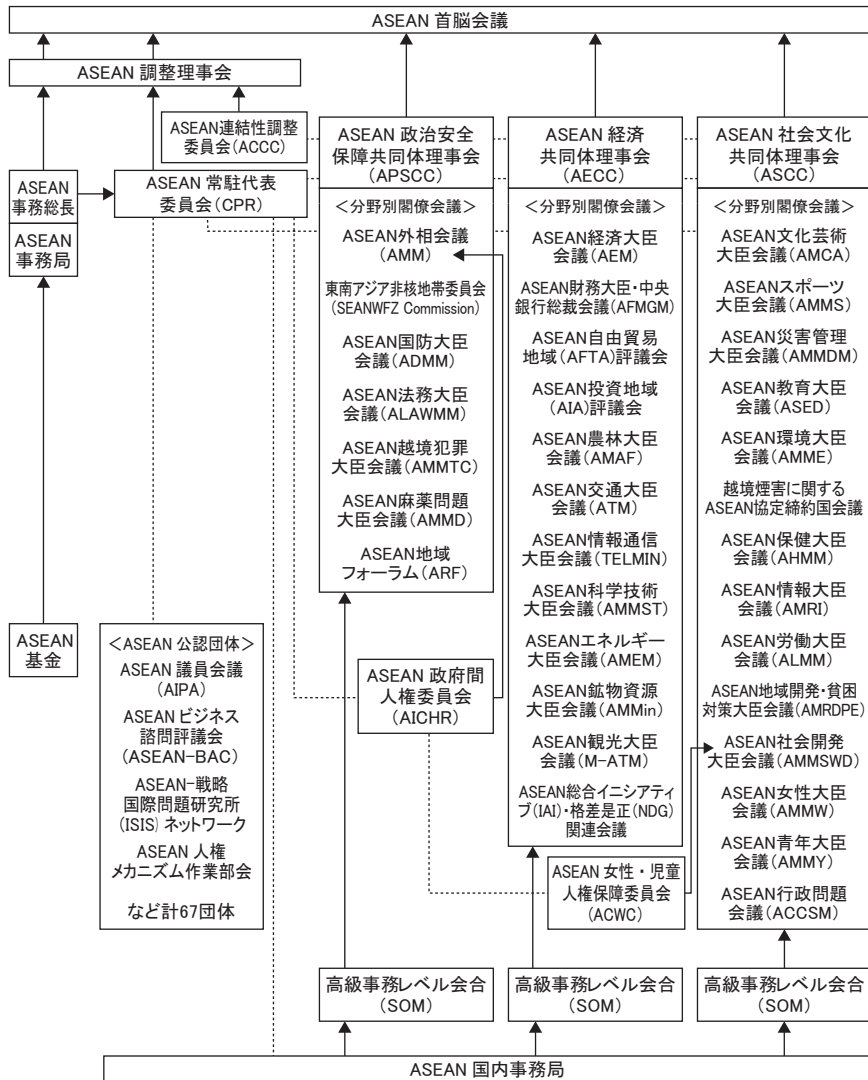 ASEAN 首脳会議
ASEAN 調整理事会
ASEAN連結性調整
委員会(ACCC)
ASEAN
事務総長
ASEAN
事務局
ASEAN 常駐代表
委員会(CPR)
ASEAN 政治安全
保障共同体理事会
(APSCC)
<分野別閣僚会議>
ASEAN外相会議
(AMM)
東南アジア非核地帯委員会
(SEANWFZ Commission)
ASEAN国防大臣
会議(ADMM)
ASEAN法務大臣
会議(ALAWMM)
ASEAN越境犯罪
大臣会議(AMMTC)
ASEAN麻薬問題
大臣会議(AMMD)
ASEAN地域
フォーラム(ARF)
ASEAN 経済
共同体理事会
(AECC)
<分野別閣僚会議>
ASEAN経済大臣
会議(AEM)
ASEAN財務大臣・中央
銀行総裁会議(AFMGM)
ASEAN自由貿易
地域(AFTA)評議会
ASEAN投資地域
(AIA)評議会
ASEAN農林大臣
会議(AMAF)
ASEAN交通大臣
会議(ATM)
ASEAN情報通信
大臣会議(TELMIN)
ASEAN科学技術
大臣会議(AMMST)
ASEANエネルギー
大臣会議(AMEM)
ASEAN鉱物資源
大臣会議(AMMin)
ASEAN観光大臣
会議(M-ATM)
ASEAN総合イニシアティ
ブ(IAI)・格差是正(NDG)
関連会議
ASEAN 社会文化
共同体理事会
(ASCC)
<分野別閣僚会議>
ASEAN文化芸術
大臣会議(AMCA)
ASEANスポーツ
大臣会議(AMMS)
ASEAN災害管理
大臣会議(AMMDM)
ASEAN教育大臣
会議(ASED)
ASEAN環境大臣
会議(AMME)
越境煙害に関する
ASEAN協定締約国会議
ASEAN保健大臣
会議(AHMM)
ASEAN情報大臣
会議(AMRI)
ASEAN労働大臣
会議(ALMM)
ASEAN地域開発・貧困
対策大臣会議(AMRDPE)
ASEAN社会開発
大臣会議(AMMSWD)
ASEAN女性大臣
会議(AMMW)
ASEAN青年大臣
会議(AMMY)
ASEAN行政問題
会議(ACCSM)
ASEAN
基金
<ASEAN 公認団体>
ASEAN 議員会議
(AIPA)
ASEAN ビジネス
諮問評議会
(ASEAN-BAC)
ASEAN-戦略
国際問題研究所
(ISIS) ネットワーク
ASEAN 人権
メカニズム作業部会
など計67団体
ASEAN 政府間
人権委員会
(AICHR)
ASEAN 女性・児童
人権保障委員会
(ACWC)
高級事務レベル会合
(SOM)
高級事務レベル会合
(SOM)
高級事務レベル会合
(SOM)
ASEAN 国内事務局